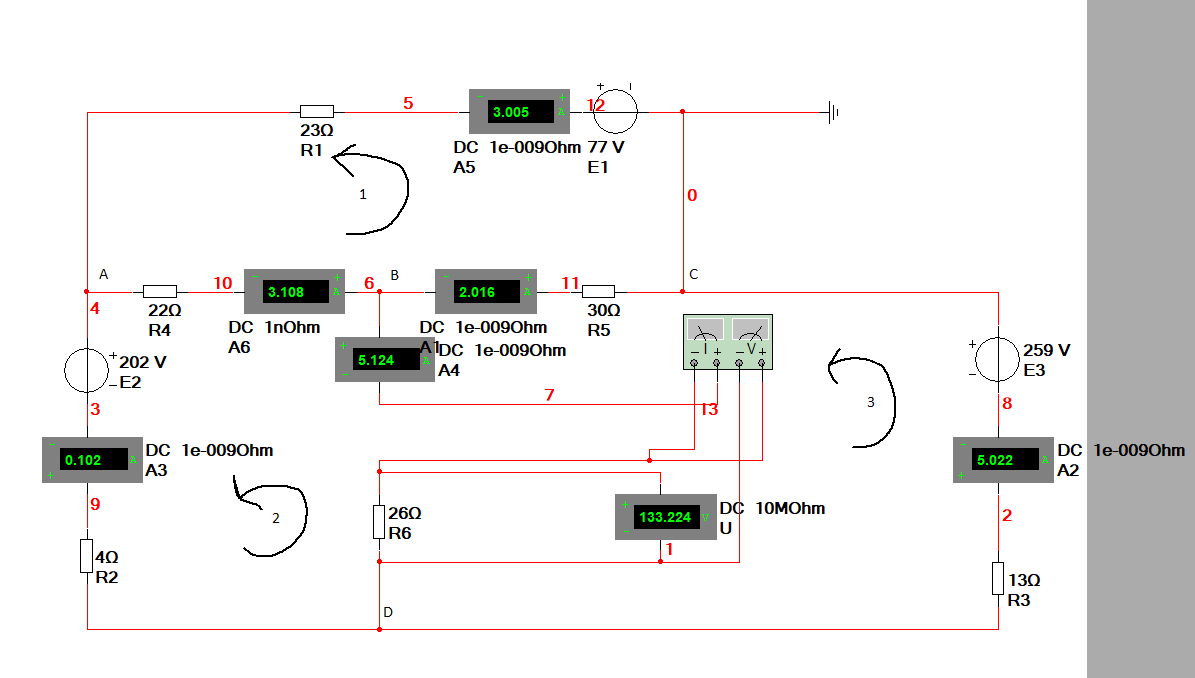 5
12
3.005
A
23Ω
R1
DC 1e-009Ohm
A5
77 V
E1
1
0
A
10
6
B
11
C
4
3.108
A
2.016
A
22Ω
R4
30Ω
R5
DC 1nOhm
A6
DC 1e-009Ohm
A1
202 V
E2
5.124
A
DC 1e-009Ohm
A4
I
V
259 V
E3
7
13
3
3
8
0.102
A
DC 1e-009Ohm
A3
5.022
A
DC 1e-009Ohm
A2
9
2
26Ω
R6
133.224
V
DC 10MOhm
U
2
1
4Ω
R2
13Ω
R3
D